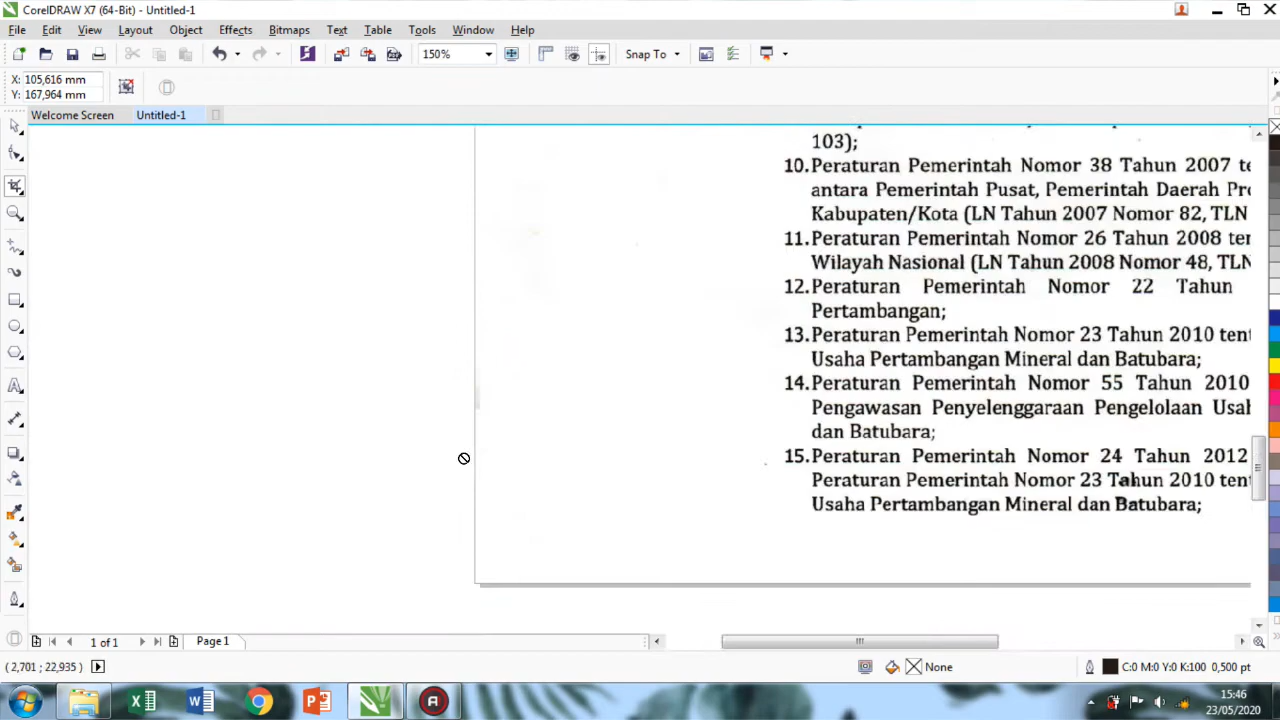 CorelDRAW X7 (64-Bit) - Untitled-1
File Edit View Layout Object Effects Bitmaps Text Table Tools Window Help
150% Snap To
X: 105,616 mm
Y: 167,964 mm
Welcome Screen Untitled-1
103);
10. Peraturan Pemerintah Nomor 38 Tahun 2007 te
antara Pemerintah Pusat, Pemerintah Daerah Pro
Kabupaten/Kota (LN Tahun 2007 Nomor 82, TLN
11. Peraturan Pemerintah Nomor 26 Tahun 2008 ten
Wilayah Nasional (LN Tahun 2008 Nomor 48, TLN
12. Peraturan Pemerintah Nomor 22 Tahun
Pertambangan;
13. Peraturan Pemerintah Nomor 23 Tahun 2010 tent
Usaha Pertambangan Mineral dan Batubara;
14. Peraturan Pemerintah Nomor 55 Tahun 2010
Pengawasan Penyelenggaraan Pengelolaan Usah
dan Batubara;
15. Peraturan Pemerintah Nomor 24 Tahun 2012
Peraturan Pemerintah Nomor 23 Tahun 2010 tent
Usaha Pertambangan Mineral dan Batubara;
1 of 1 Page 1
(2,701 ; 22,935) None C:0 M:0 Y:0 K:100 0,500 pt
15:46
23/05/2020